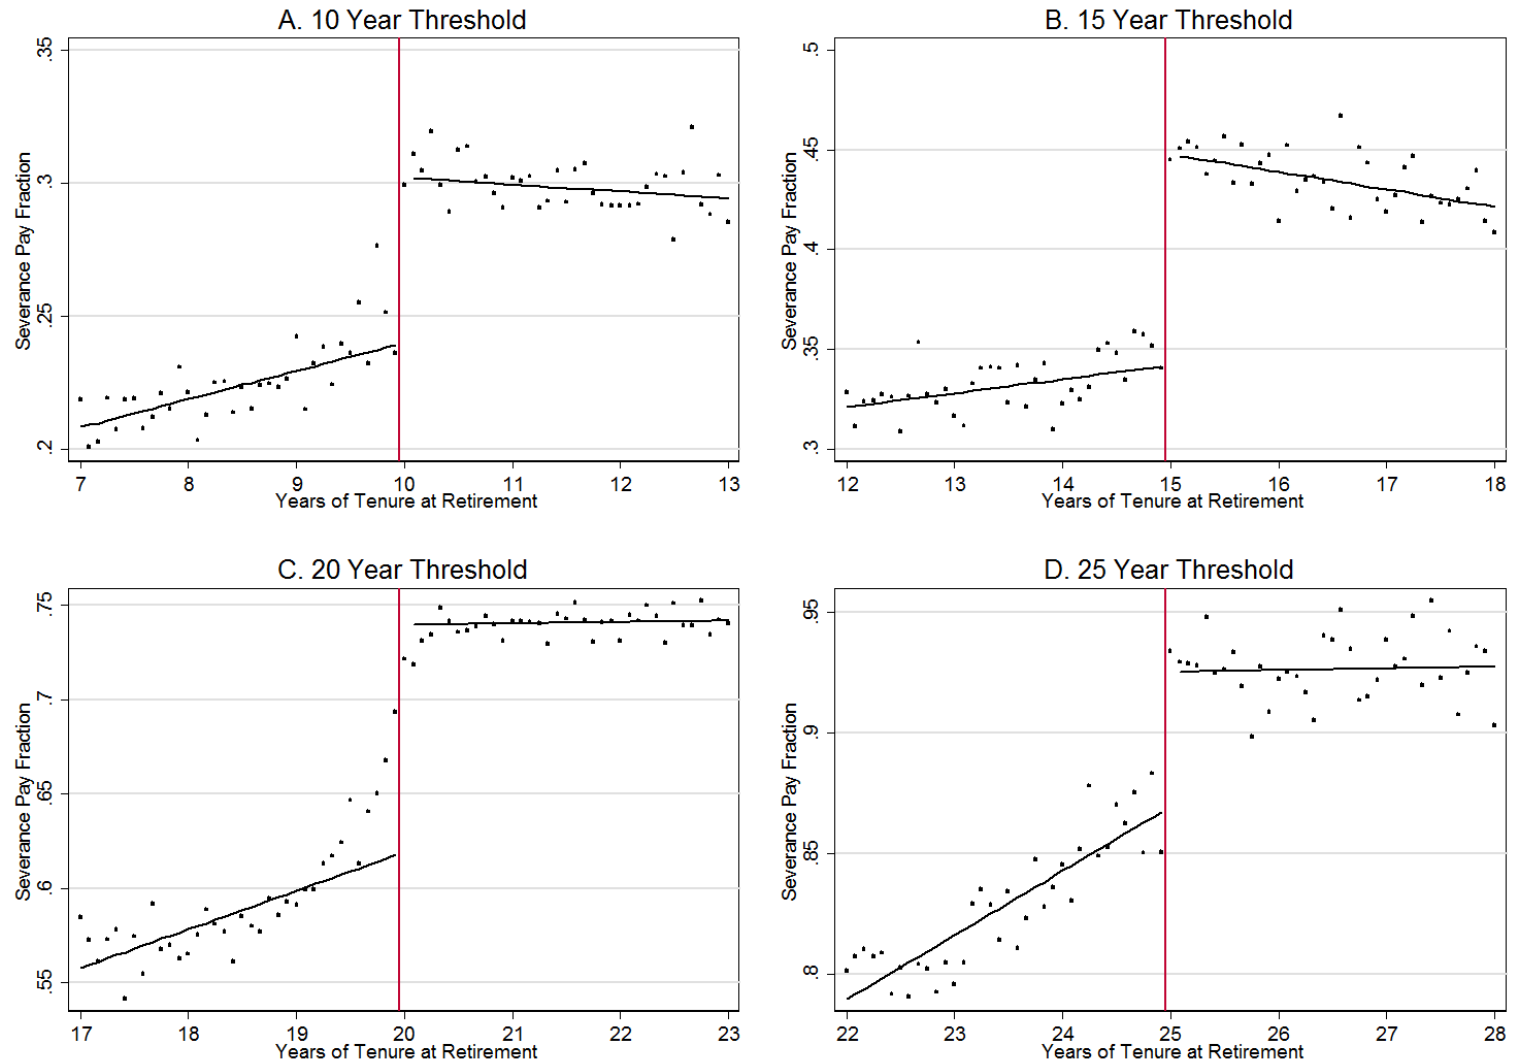 A. 10 Year Threshold
Severance Pay Fraction
.35
.3
.25
.2
7 8 9 10 11 12 13
Years of Tenure at Retirement
B. 15 Year Threshold
Severance Pay Fraction
.5
.45
.4
.35
.3
12 13 14 15 16 17 18
Years of Tenure at Retirement
C. 20 Year Threshold
Severance Pay Fraction
.75
.7
.65
.6
.55
17 18 19 20 21 22 23
Years of Tenure at Retirement
D. 25 Year Threshold
Severance Pay Fraction
.95
.9
.85
.8
22 23 24 25 26 27 28
Years of Tenure at Retirement